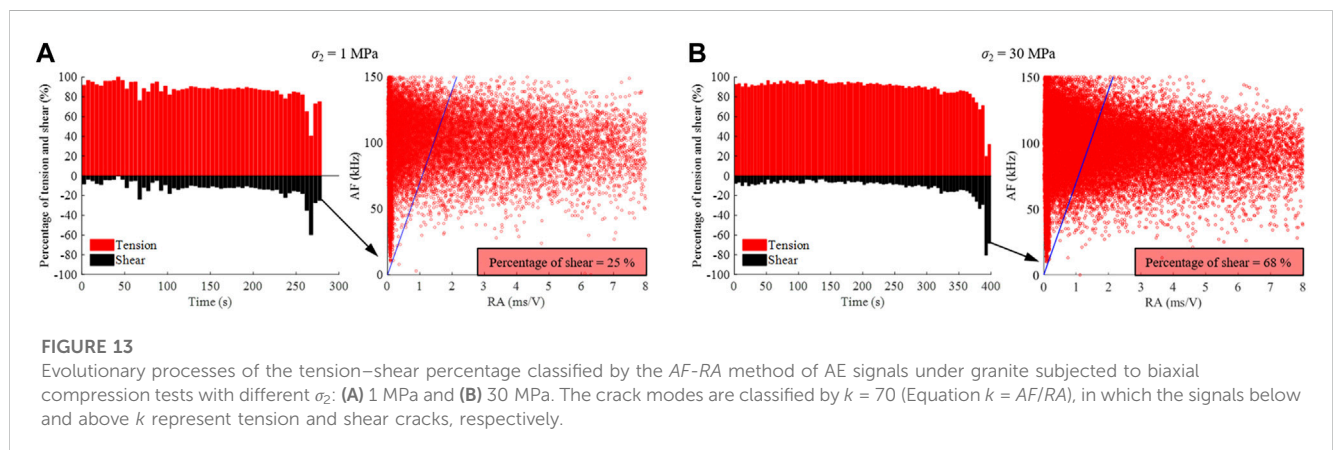 A
σ₂ = 1 MPa
Percentage of tension and shear (%)
100
80
60
40
20
0
-20
-40
-60
-80
-100
Tension
Shear
0 50 100 150 200 250 300
Time (s)
AF (kHz)
150
100
50
0
Percentage of shear = 25 %
0 1 2 3 4 5 6 7 8
RA (ms/V)
B
σ₂ = 30 MPa
Percentage of tension and shear (%)
100
80
60
40
20
0
-20
-40
-60
-80
-100
Tension
Shear
0 50 100 150 200 250 300 350 400
Time (s)
AF (kHz)
150
100
50
0
Percentage of shear = 68 %
0 1 2 3 4 5 6 7 8
RA (ms/V)
FIGURE 13
Evolutionary processes of the tension–shear percentage classified by the AF-RA method of AE signals under granite subjected to biaxial
compression tests with different σ₂: (A) 1 MPa and (B) 30 MPa. The crack modes are classified by k = 70 (Equation k = AF/RA), in which the signals below
and above k represent tension and shear cracks, respectively.